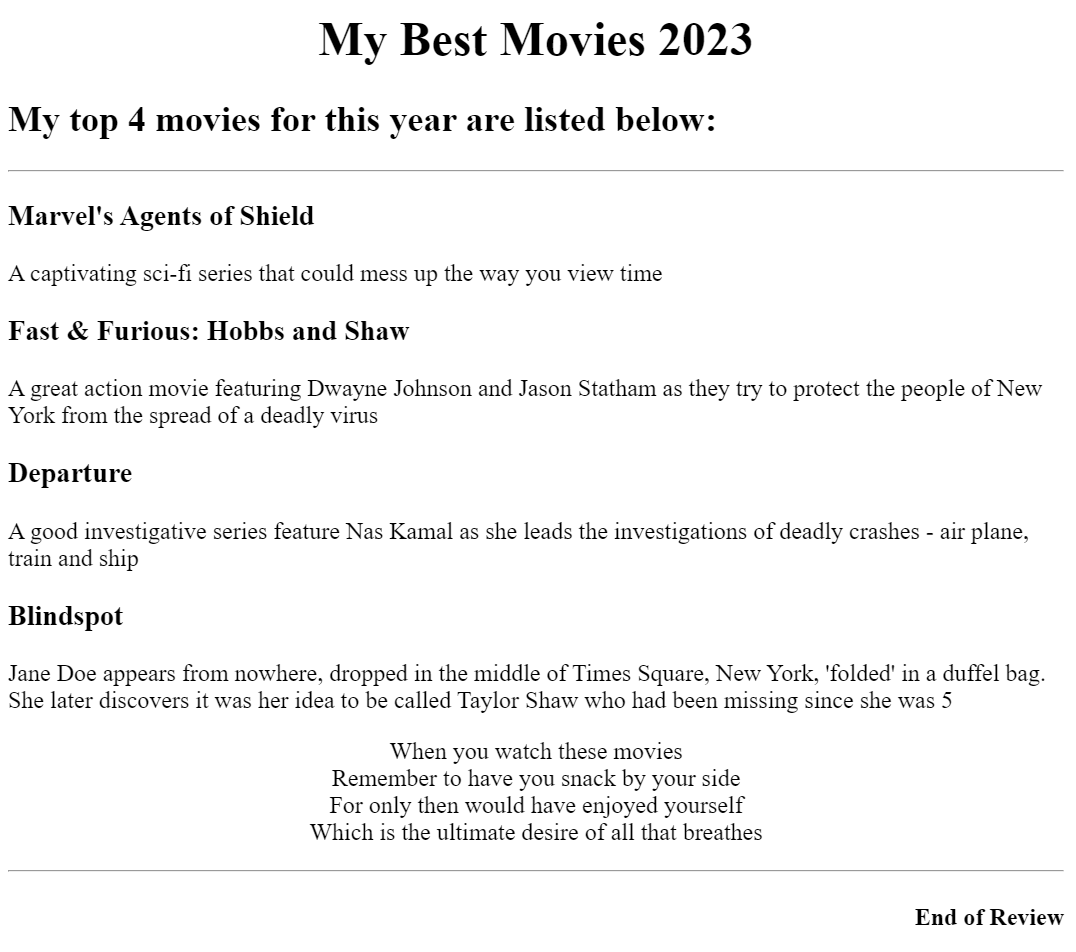 My Best Movies 2023
My top 4 movies for this year are listed below:
Marvel's Agents of Shield
A captivating sci-fi series that could mess up the way you view time
Fast & Furious: Hobbs and Shaw
A great action movie featuring Dwayne Johnson and Jason Statham as they try to protect the people of New
York from the spread of a deadly virus
Departure
A good investigative series feature Nas Kamal as she leads the investigations of deadly crashes - air plane,
train and ship
Blindspot
Jane Doe appears from nowhere, dropped in the middle of Times Square, New York, 'folded' in a duffel bag.
She later discovers it was her idea to be called Taylor Shaw who had been missing since she was 5
When you watch these movies
Remember to have you snack by your side
For only then would have enjoyed yourself
Which is the ultimate desire of all that breathes
End of Review